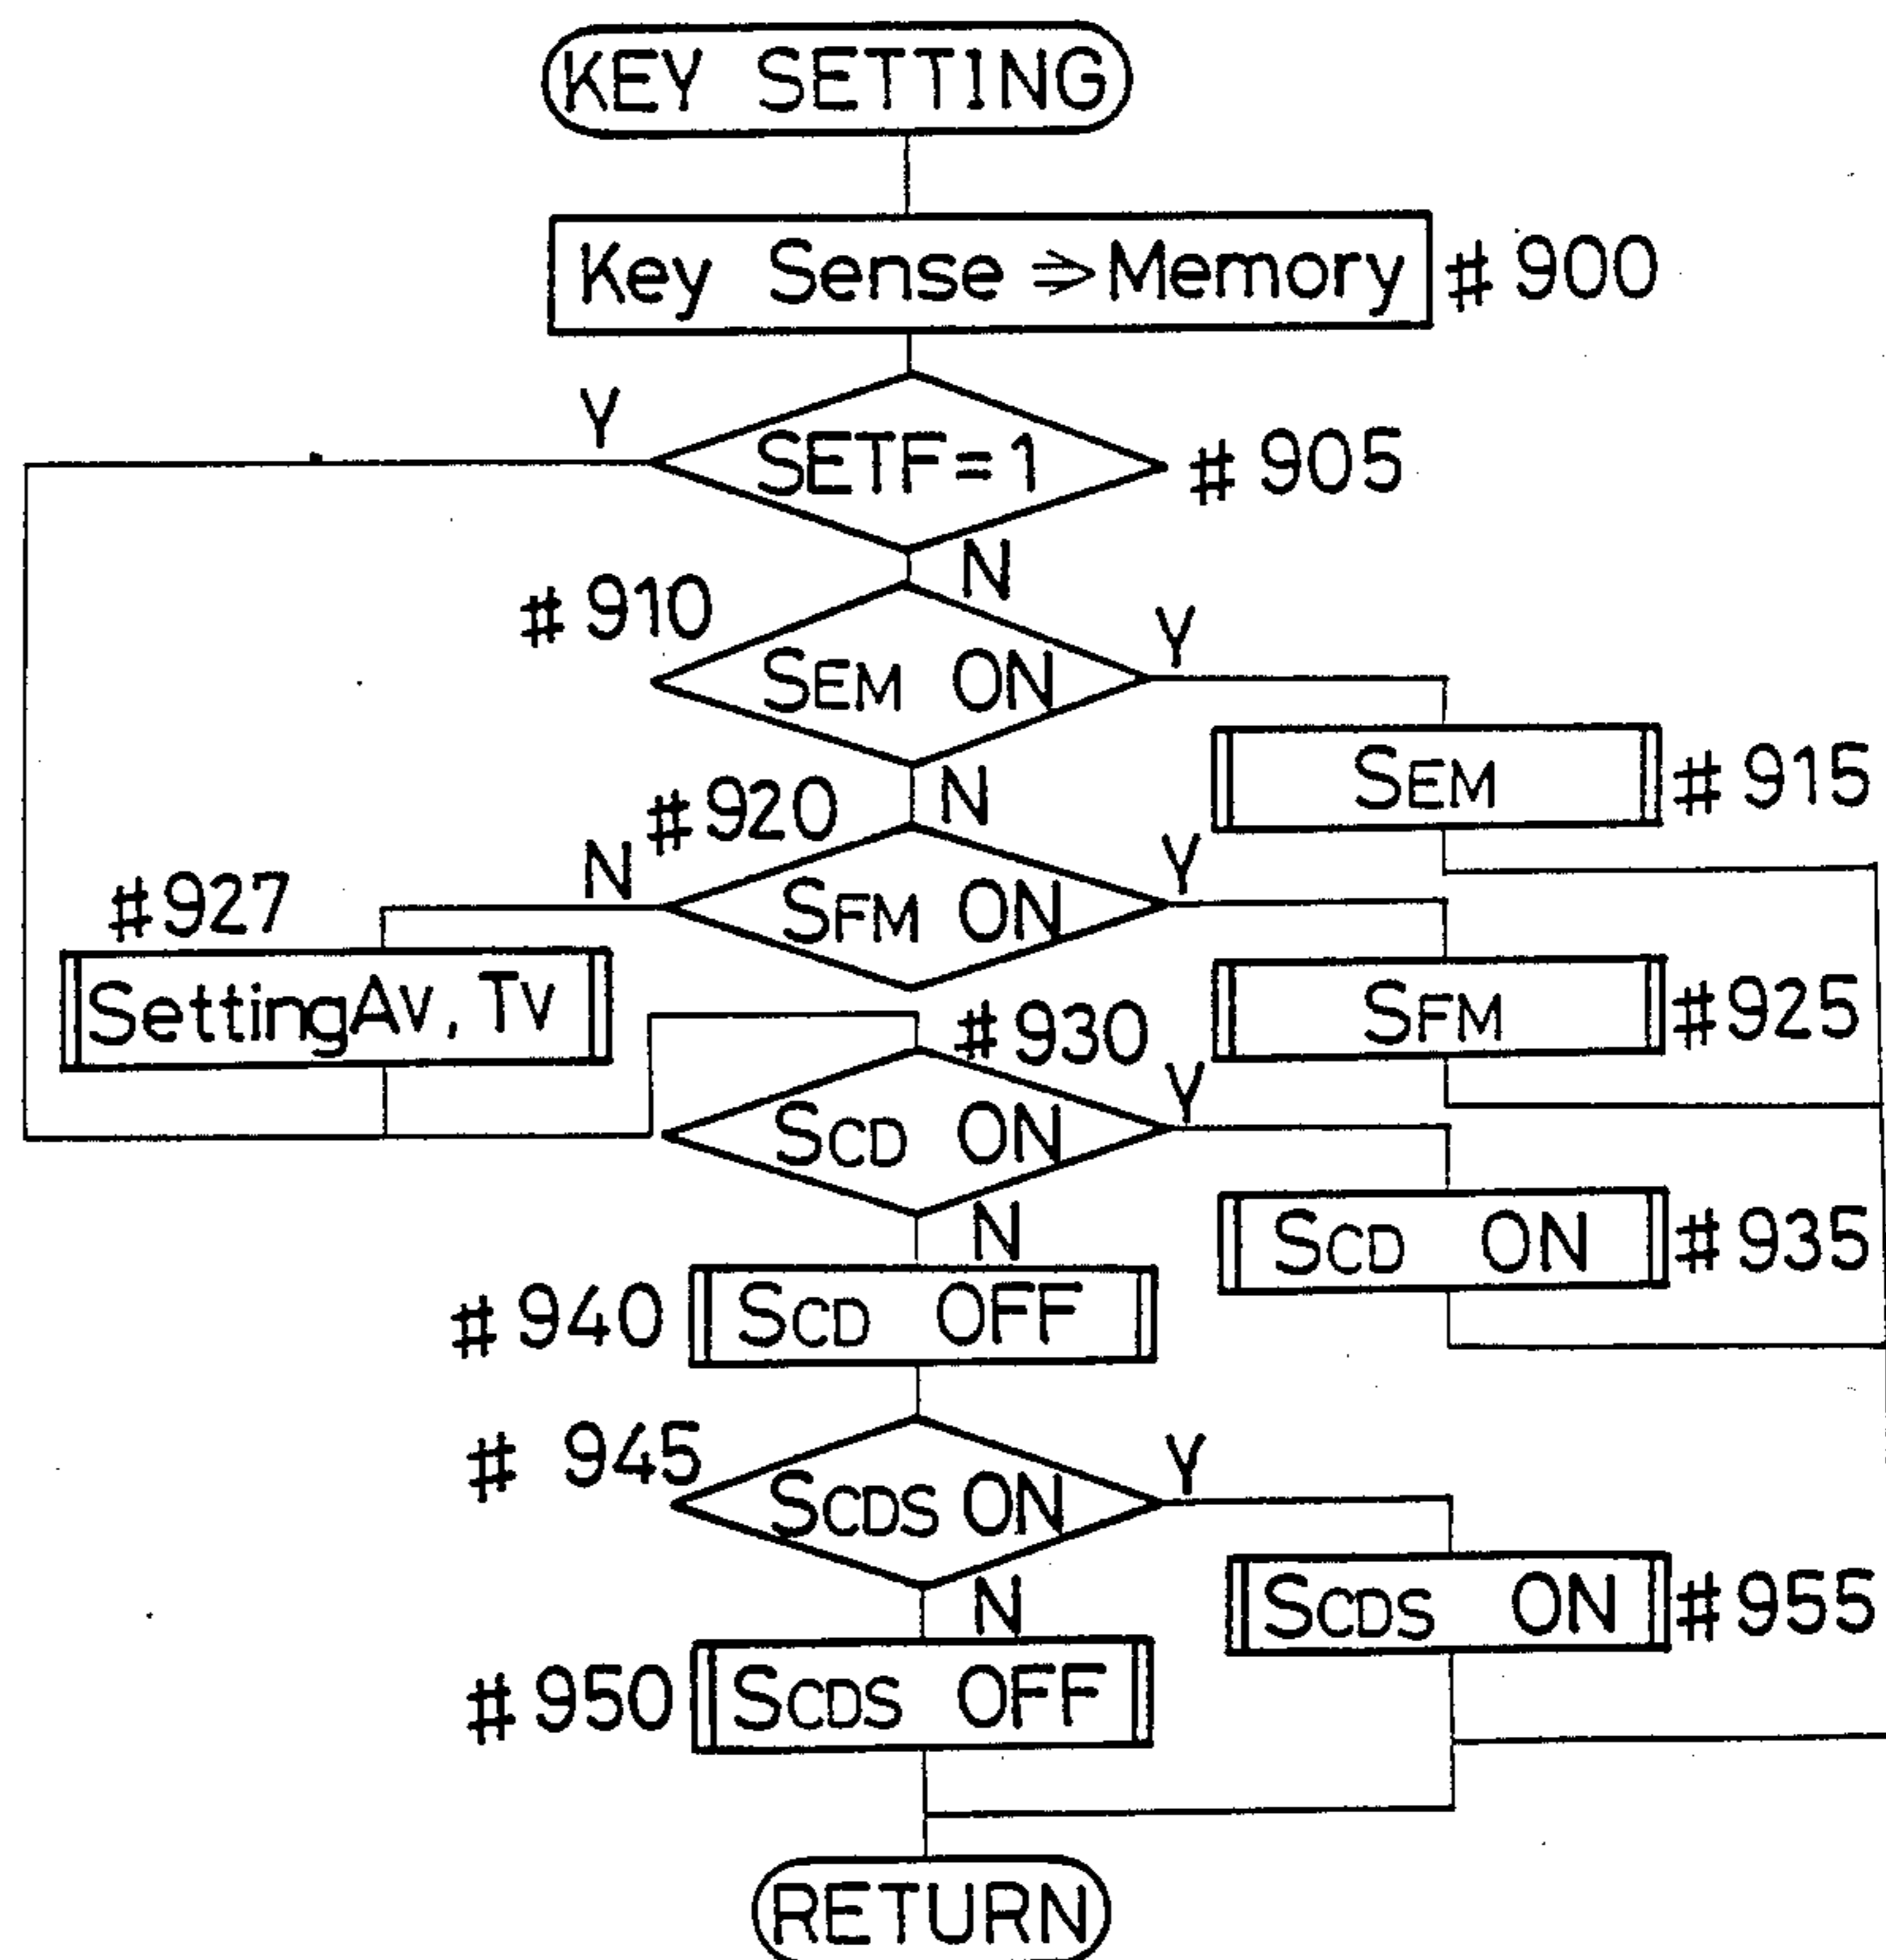 KEY SETTING
Key Sense ⇒ Memory #900
Y
SETF=1 #905
N
#910
SEM ON
Y
SEM #915
N
#920
N
SFM ON
Y
#927
Setting AV, TV
SFM #925
#930
SCD ON
Y
N
SCD ON #935
#940 SCD OFF
#945
SCDS ON
Y
N
SCDS ON #955
#950 SCDS OFF
RETURN